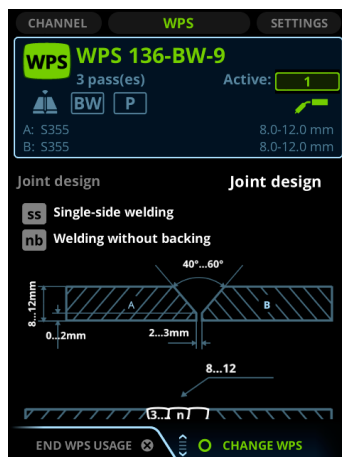 CHANNEL WPS SETTINGS
WPS WPS 136-BW-9
3 pass(es) Active: 1
BW P
A: S355 8.0-12.0 mm
B: S355 8.0-12.0 mm
Joint design Joint design
ss Single-side welding
nb Welding without backing
40°...60°
8...12mm
A B
0...2mm
2...3mm
8...12
3... n
END WPS USAGE CHANGE WPS